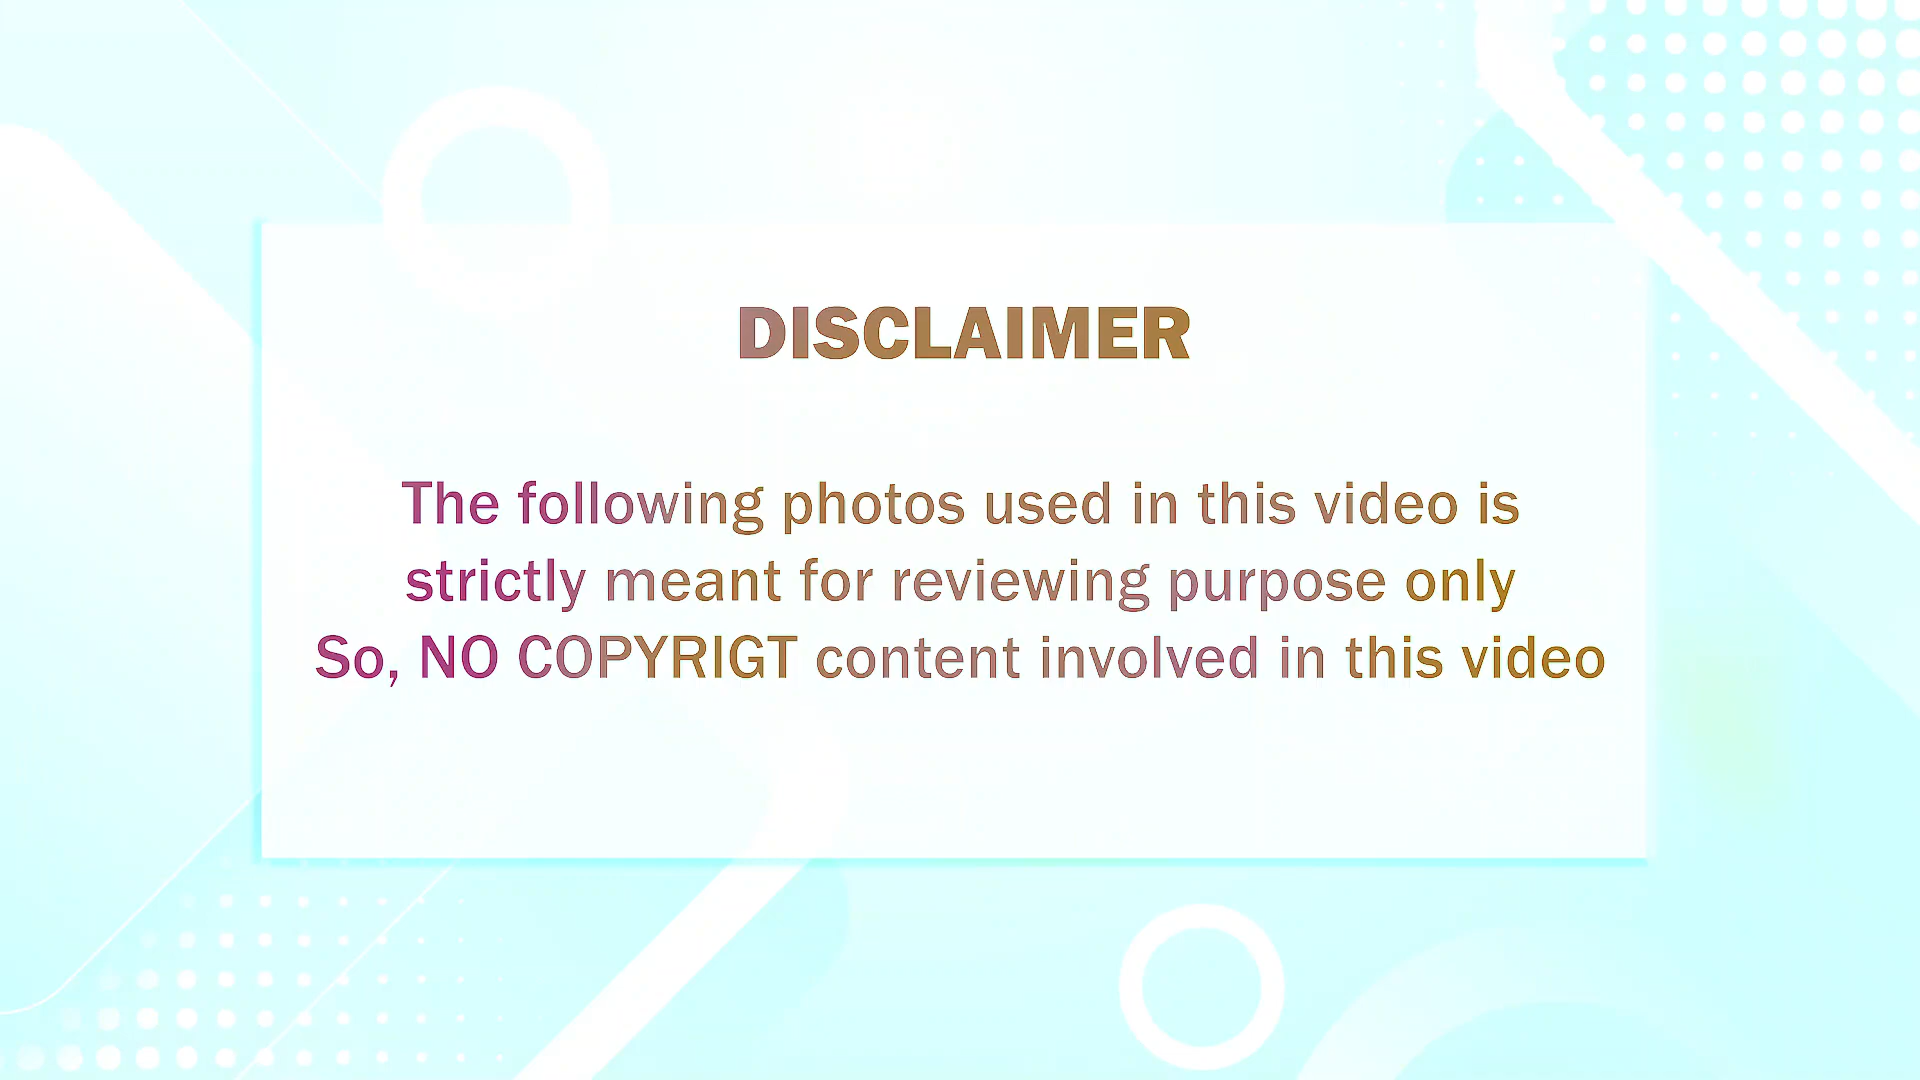 DISCLAIMER
The following photos used in this video is
strictly meant for reviewing purpose only
So, NO COPYRIGT content involved in this video